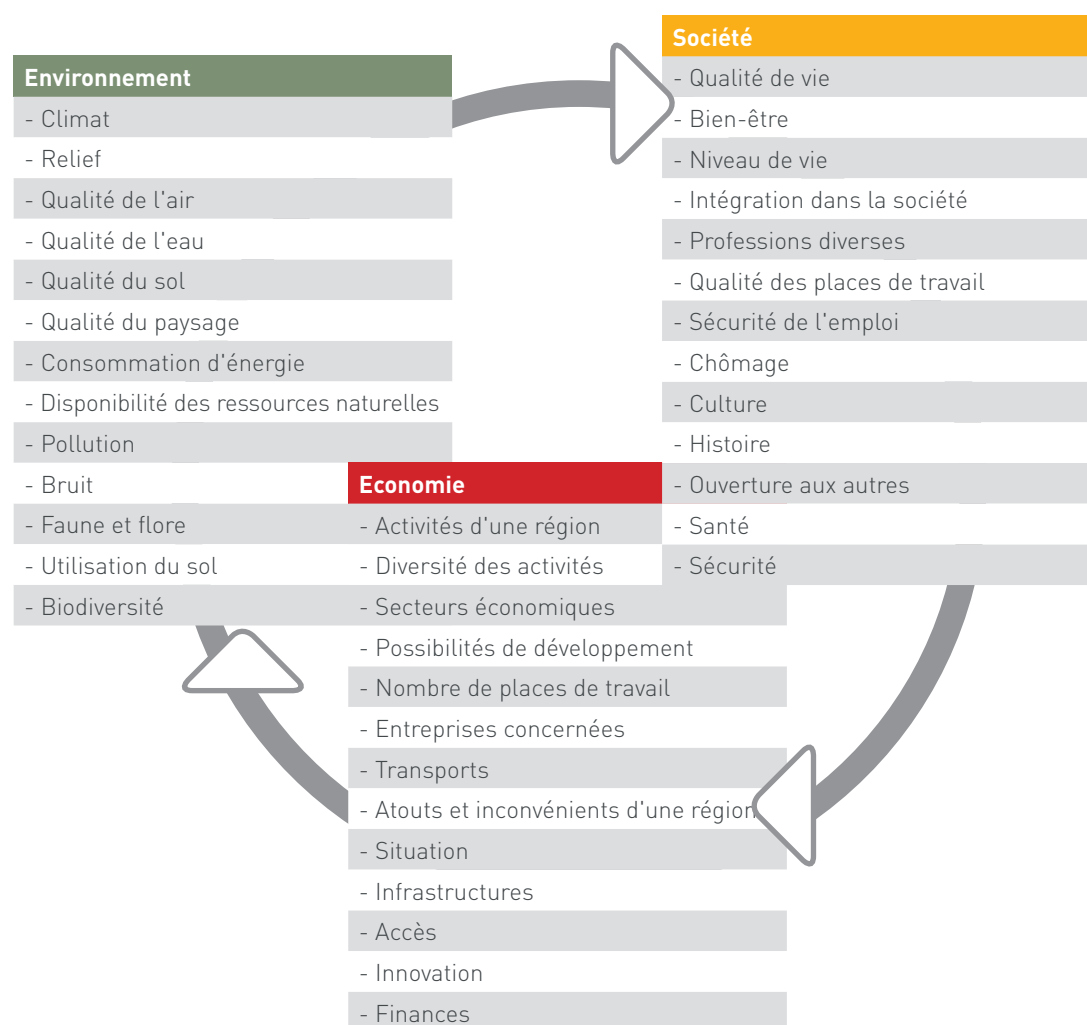 Environnement
- Climat
- Relief
- Qualité de l'air
- Qualité de l'eau
- Qualité du sol
- Qualité du paysage
- Consommation d'énergie
- Disponibilité des ressources naturelles
- Pollution
- Bruit
- Faune et flore
- Utilisation du sol
- Biodiversité
Société
- Qualité de vie
- Bien-être
- Niveau de vie
- Intégration dans la société
- Professions diverses
- Qualité des places de travail
- Sécurité de l'emploi
- Chômage
- Culture
- Histoire
- Ouverture aux autres
- Santé
- Sécurité
Economie
- Activités d'une région
- Diversité des activités
- Secteurs économiques
- Possibilités de développement
- Nombre de places de travail
- Entreprises concernées
- Transports
- Atouts et inconvénients d'une région
- Situation
- Infrastructures
- Accès
- Innovation
- Finances